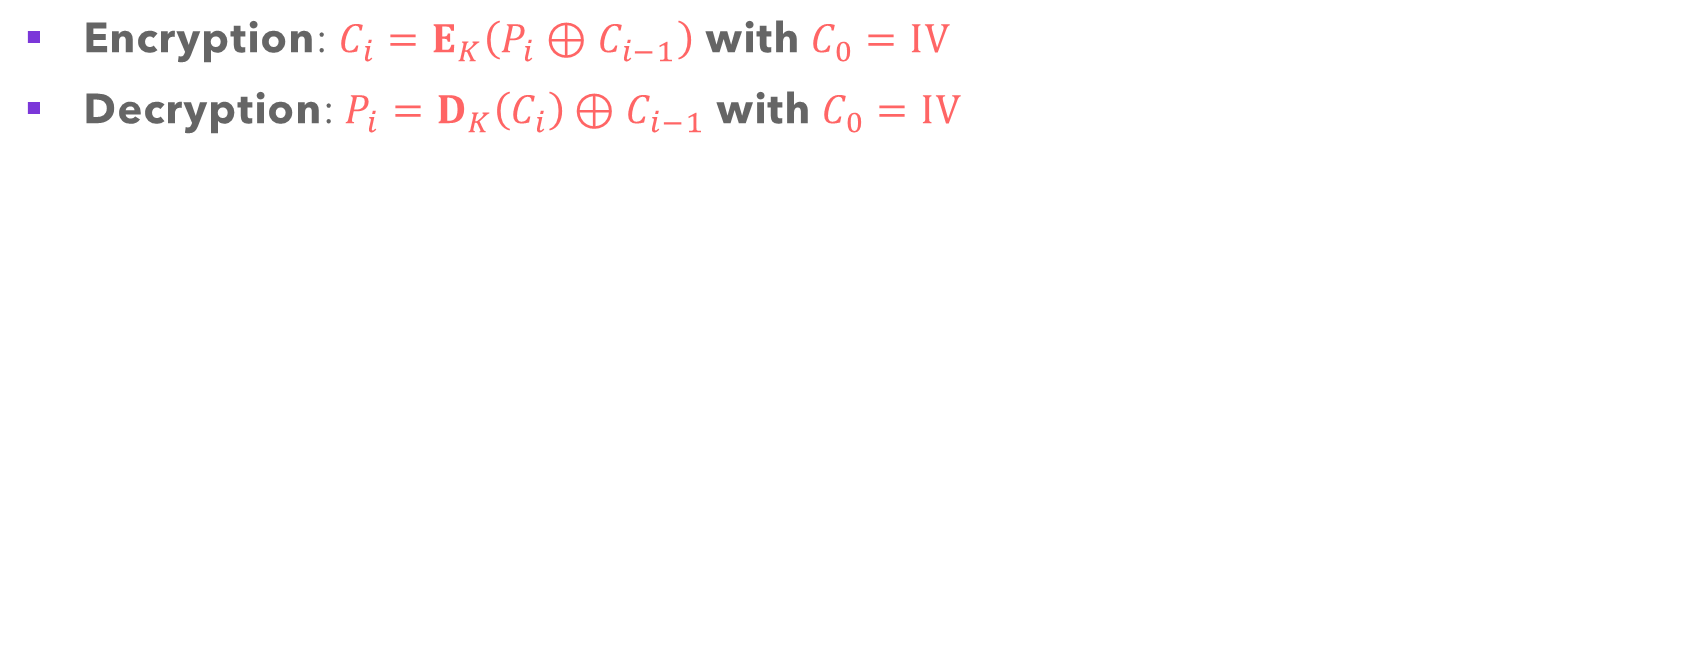 ▪ Encryption: C_i = E_K(P_i ⊕ C_{i−1}) with C_0 = IV
▪ Decryption: P_i = D_K(C_i) ⊕ C_{i−1} with C_0 = IV